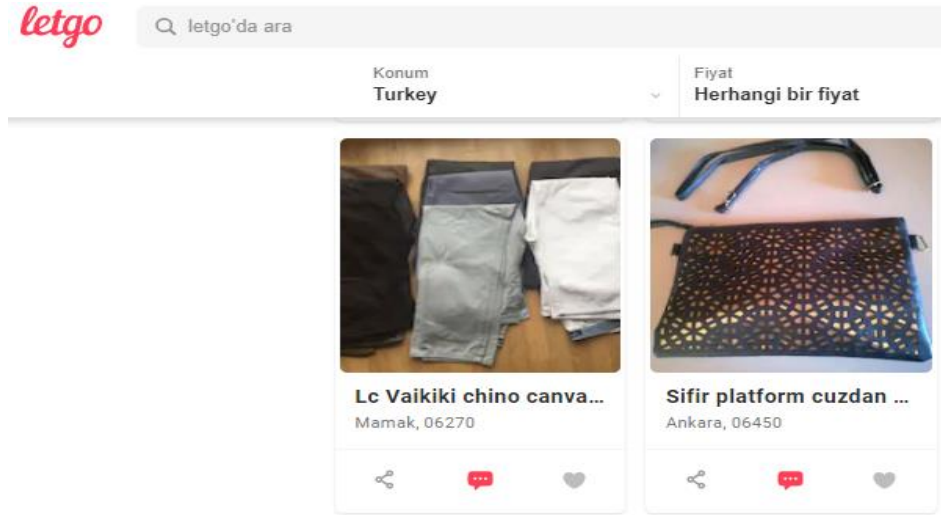 letgo
letgo'da ara
Konum
Turkey
Fiyat
Herhangi bir fiyat
Lc Vaikiki chino canva...
Mamak, 06270
Sifir platform cuzdan ...
Ankara, 06450